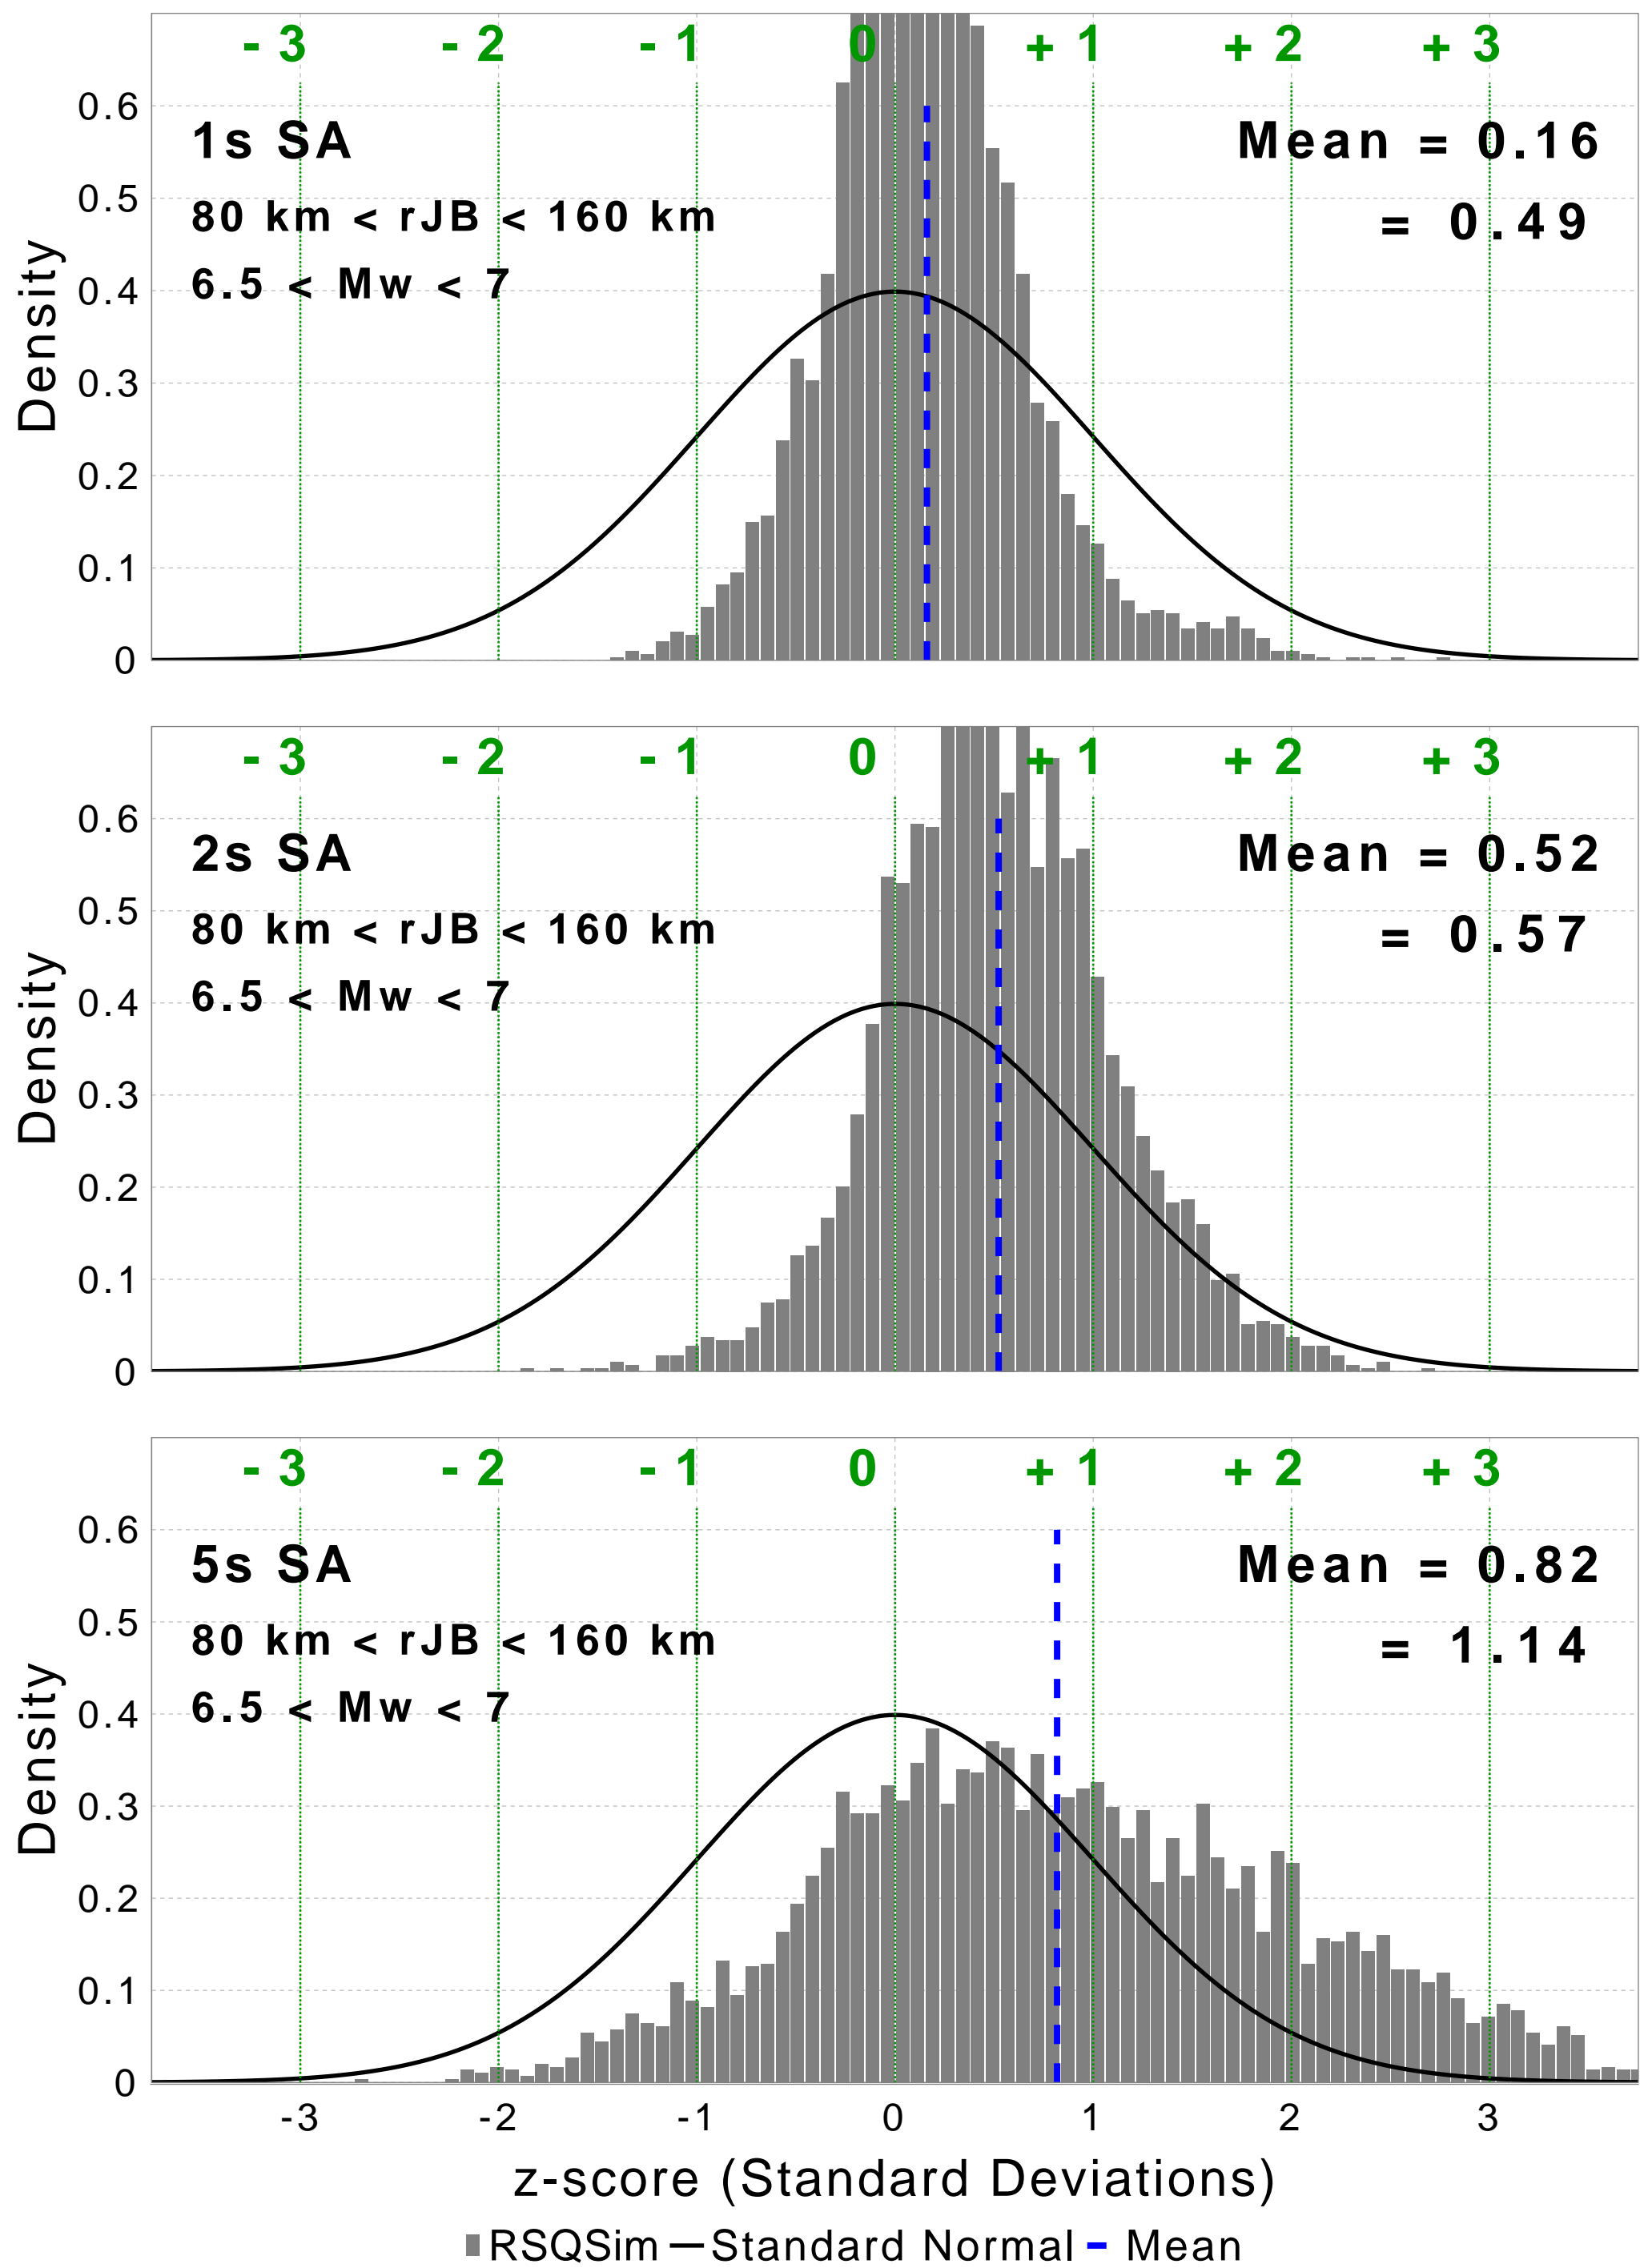 - 3 - 2 - 1 0 + 1 + 2 + 3
0.6
1s SA
Mean = 0.16
0.5
80 km < rJB < 160 km
= 0.49
6.5 < Mw < 7
0.4
Density
0.3
0.2
0.1
0
- 3 - 2 - 1 0 + 1 + 2 + 3
0.6
2s SA
Mean = 0.52
0.5
80 km < rJB < 160 km
= 0.57
6.5 < Mw < 7
0.4
Density
0.3
0.2
0.1
0
- 3 - 2 - 1 0 + 1 + 2 + 3
0.6
5s SA
Mean = 0.82
0.5
80 km < rJB < 160 km
= 1.14
6.5 < Mw < 7
0.4
Density
0.3
0.2
0.1
0
-3 -2 -1 0 1 2 3
z-score (Standard Deviations)
RSQSim Standard Normal Mean